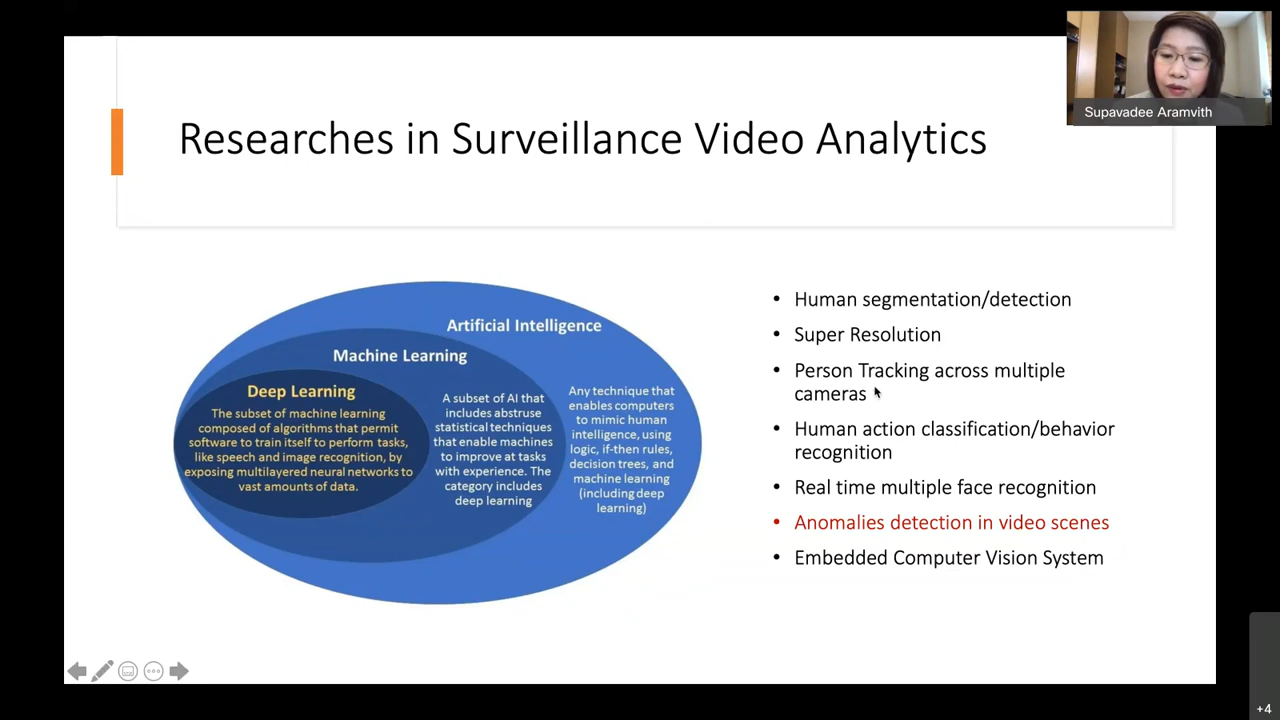 Supavadee Aramvith
Researches in Surveillance Video Analytics
Artificial Intelligence
Machine Learning
Deep Learning
The subset of machine learning
composed of algorithms that permit
software to train itself to perform tasks,
like speech and image recognition, by
exposing multilayered neural networks to
vast amounts of data.
A subset of AI that
includes abstruse
statistical techniques
that enable machines
to improve at tasks
with experience. The
category includes
deep learning
Any technique that
enables computers
to mimic human
intelligence, using
logic, if-then rules,
decision trees, and
machine learning
(including deep
learning)
• Human segmentation/detection
• Super Resolution
• Person Tracking across multiple
cameras
• Human action classification/behavior
recognition
• Real time multiple face recognition
• Anomalies detection in video scenes
• Embedded Computer Vision System
+4